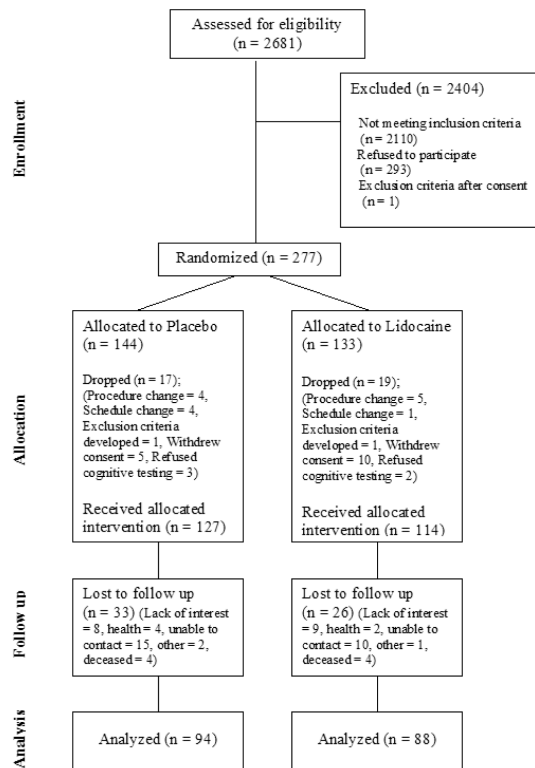 Assessed for eligibility
(n = 2681)
Enrollment
Excluded (n = 2404)
Not meeting inclusion criteria
(n = 2110)
Refused to participate
(n = 293)
Exclusion criteria after consent
(n = 1)
Randomized (n = 277)
Allocation
Allocated to Placebo
(n = 144)
Dropped (n = 17);
(Procedure change = 4,
Schedule change = 4,
Exclusion criteria
developed = 1, Withdrew
consent = 5, Refused
cognitive testing = 3)
Received allocated
intervention (n = 127)
Allocated to Lidocaine
(n = 133)
Dropped (n = 19);
(Procedure change = 5,
Schedule change = 1,
Exclusion criteria
developed = 1, Withdrew
consent = 10, Refused
cognitive testing = 2)
Received allocated
intervention (n = 114)
Follow up
Lost to follow up
(n = 33) (Lack of interest
= 8, health = 4, unable to
contact = 15, other = 2,
deceased = 4)
Lost to follow up
(n = 26) (Lack of interest
= 9, health = 2, unable to
contact = 10, other = 1,
deceased = 4)
Analysis
Analyzed (n = 94)
Analyzed (n = 88)